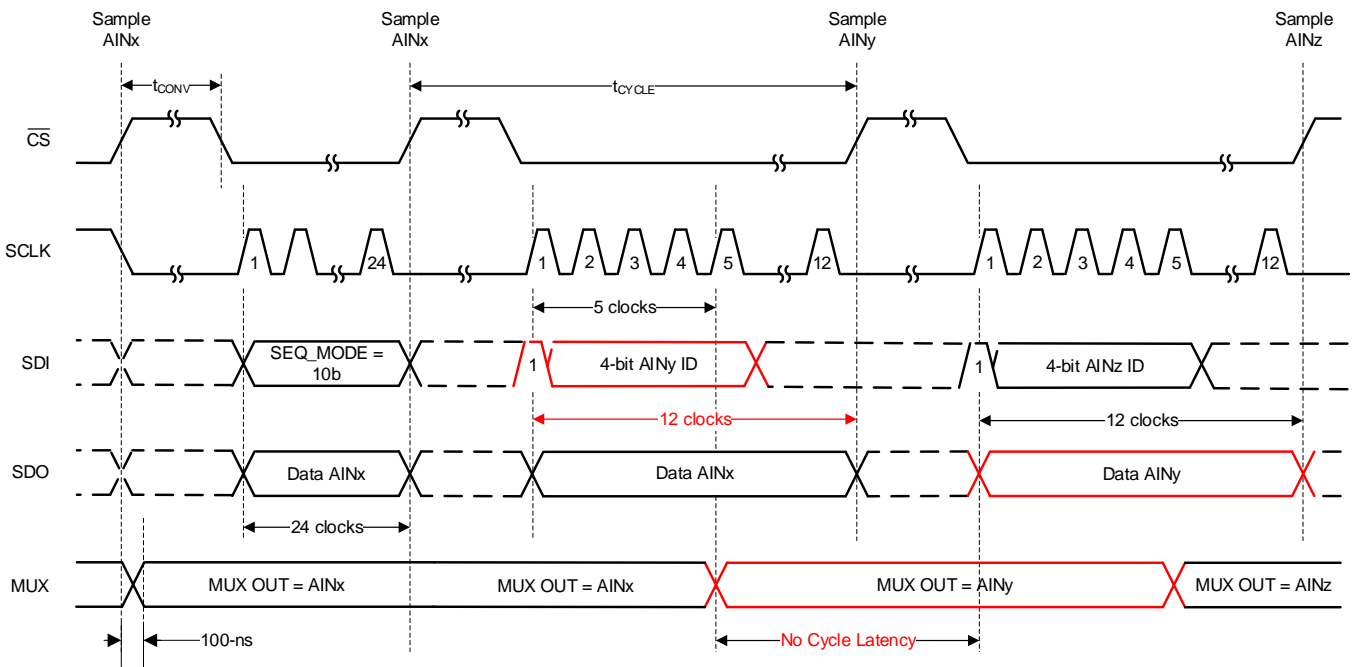 Sample
AINx
Sample
AINx
Sample
AINy
Sample
AINz
tCONV
tCYCLE
CS
SCLK
1
24
1
2
3
4
5
12
1
2
3
4
5
12
5 clocks
SDI
SEQ_MODE =
10b
1
4-bit AINy ID
1
4-bit AINz ID
12 clocks
12 clocks
SDO
Data AINx
Data AINx
Data AINy
24 clocks
MUX
MUX OUT = AINx
MUX OUT = AINx
MUX OUT = AINy
MUX OUT = AINz
100-ns
No Cycle Latency